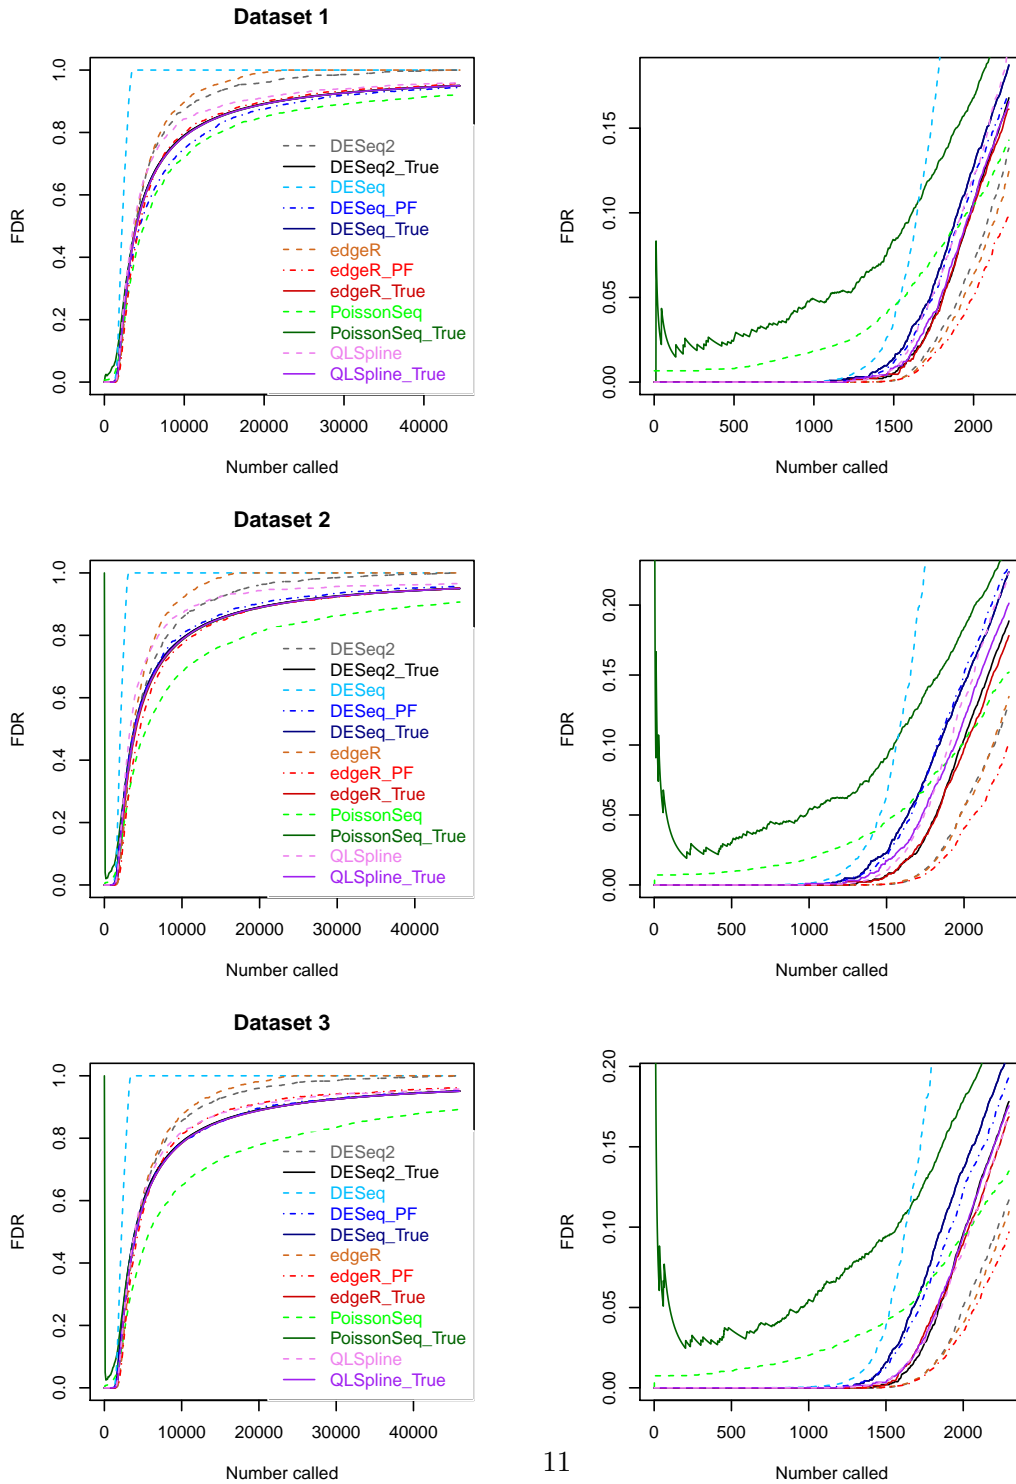 Dataset 1
FDR
1.0
0.8
0.6
0.4
0.2
0.0
DESeq2
DESeq2_True
DESeq
DESeq_PF
DESeq_True
edgeR
edgeR_PF
edgeR_True
PoissonSeq
PoissonSeq_True
QLSpline
QLSpline_True
0 10000 20000 30000 40000
Number called
FDR
0.15
0.10
0.05
0.00
0 500 1000 1500 2000
Number called
Dataset 2
FDR
1.0
0.8
0.6
0.4
0.2
0.0
DESeq2
DESeq2_True
DESeq
DESeq_PF
DESeq_True
edgeR
edgeR_PF
edgeR_True
PoissonSeq
PoissonSeq_True
QLSpline
QLSpline_True
0 10000 20000 30000 40000
Number called
FDR
0.20
0.15
0.10
0.05
0.00
0 500 1000 1500 2000
Number called
Dataset 3
FDR
1.0
0.8
0.6
0.4
0.2
0.0
DESeq2
DESeq2_True
DESeq
DESeq_PF
DESeq_True
edgeR
edgeR_PF
edgeR_True
PoissonSeq
PoissonSeq_True
QLSpline
QLSpline_True
0 10000 20000 30000 40000
Number called
FDR
0.20
0.15
0.10
0.05
0.00
0 500 1000 1500 2000
Number called
11